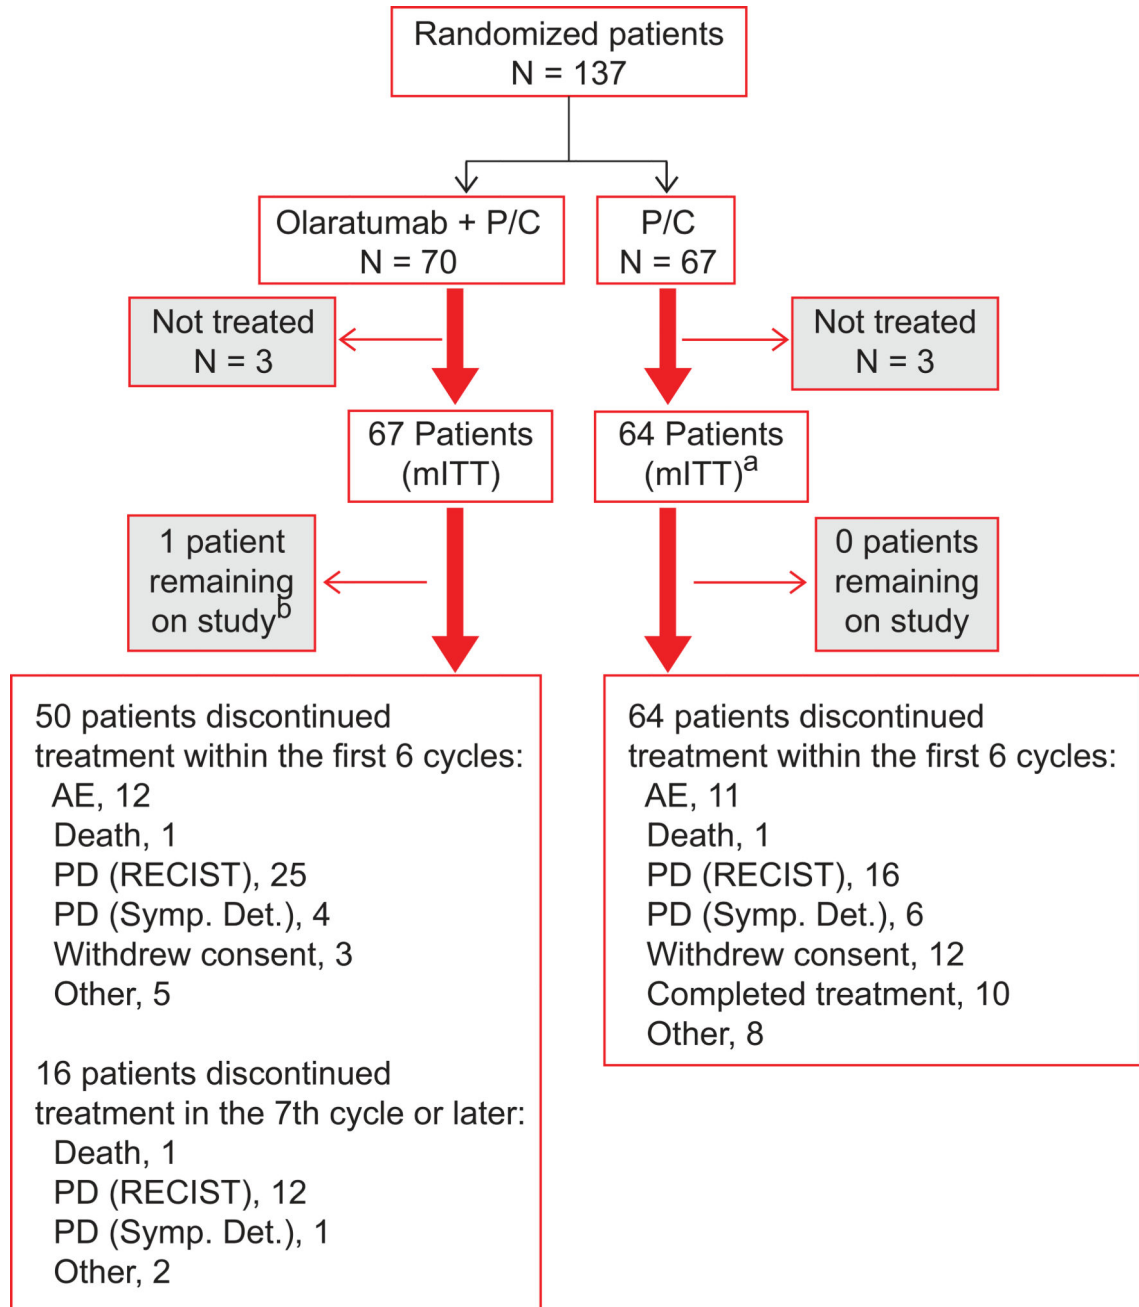 Randomized patients
N = 137
Olaratumab + P/C
N = 70
P/C
N = 67
Not treated
N = 3
Not treated
N = 3
67 Patients
(mITT)
64 Patients
(mITT)a
1 patient
remaining
on studyb
0 patients
remaining
on study
50 patients discontinued
treatment within the first 6 cycles:
AE, 12
Death, 1
PD (RECIST), 25
PD (Symp. Det.), 4
Withdrew consent, 3
Other, 5
16 patients discontinued
treatment in the 7th cycle or later:
Death, 1
PD (RECIST), 12
PD (Symp. Det.), 1
Other, 2
64 patients discontinued
treatment within the first 6 cycles:
AE, 11
Death, 1
PD (RECIST), 16
PD (Symp. Det.), 6
Withdrew consent, 12
Completed treatment, 10
Other, 8